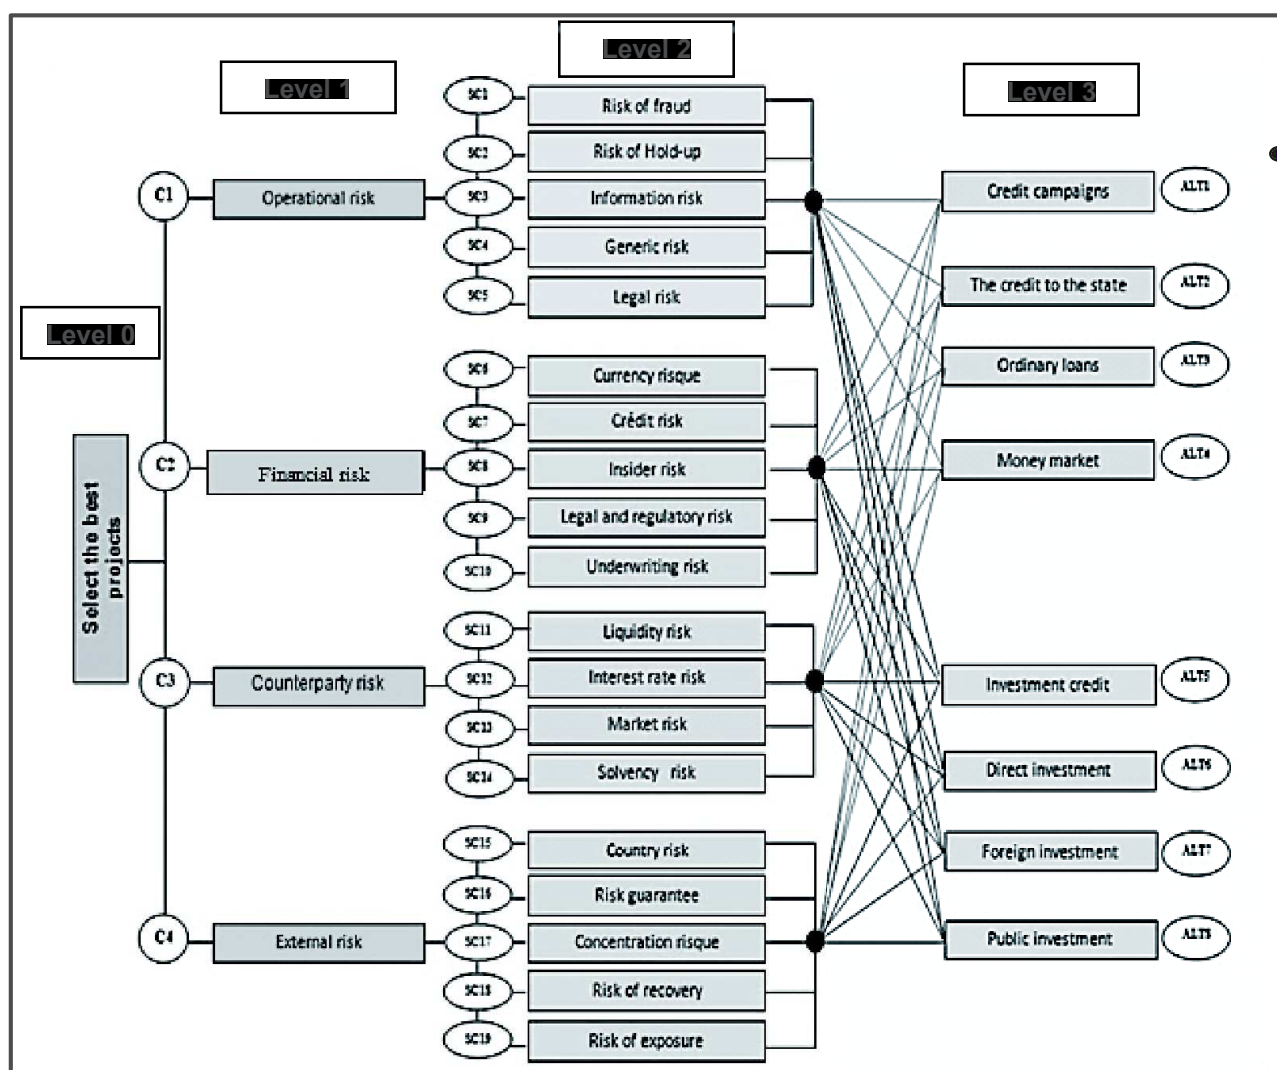 Level 2
Level 1
Level 3
Level 0
Select the best
projects
C1
Operational risk
SC1
Risk of fraud
SC2
Risk of Hold-up
SC3
Information risk
SC4
Generic risk
SC5
Legal risk
C2
Financial risk
SC6
Currency risque
SC7
Crédit risk
SC8
Insider risk
SC9
Legal and regulatory risk
SC10
Underwriting risk
C3
Counterparty risk
SC11
Liquidity risk
SC12
Interest rate risk
SC13
Market risk
SC14
Solvency risk
C4
External risk
SC15
Country risk
SC16
Risk guarantee
SC17
Concentration risque
SC18
Risk of recovery
SC19
Risk of exposure
Credit campaigns
ALT1
The credit to the state
ALT2
Ordinary loans
ALT3
Money market
ALT4
Investment credit
ALT5
Direct investment
ALT6
Foreign investment
ALT7
Public investment
ALT8